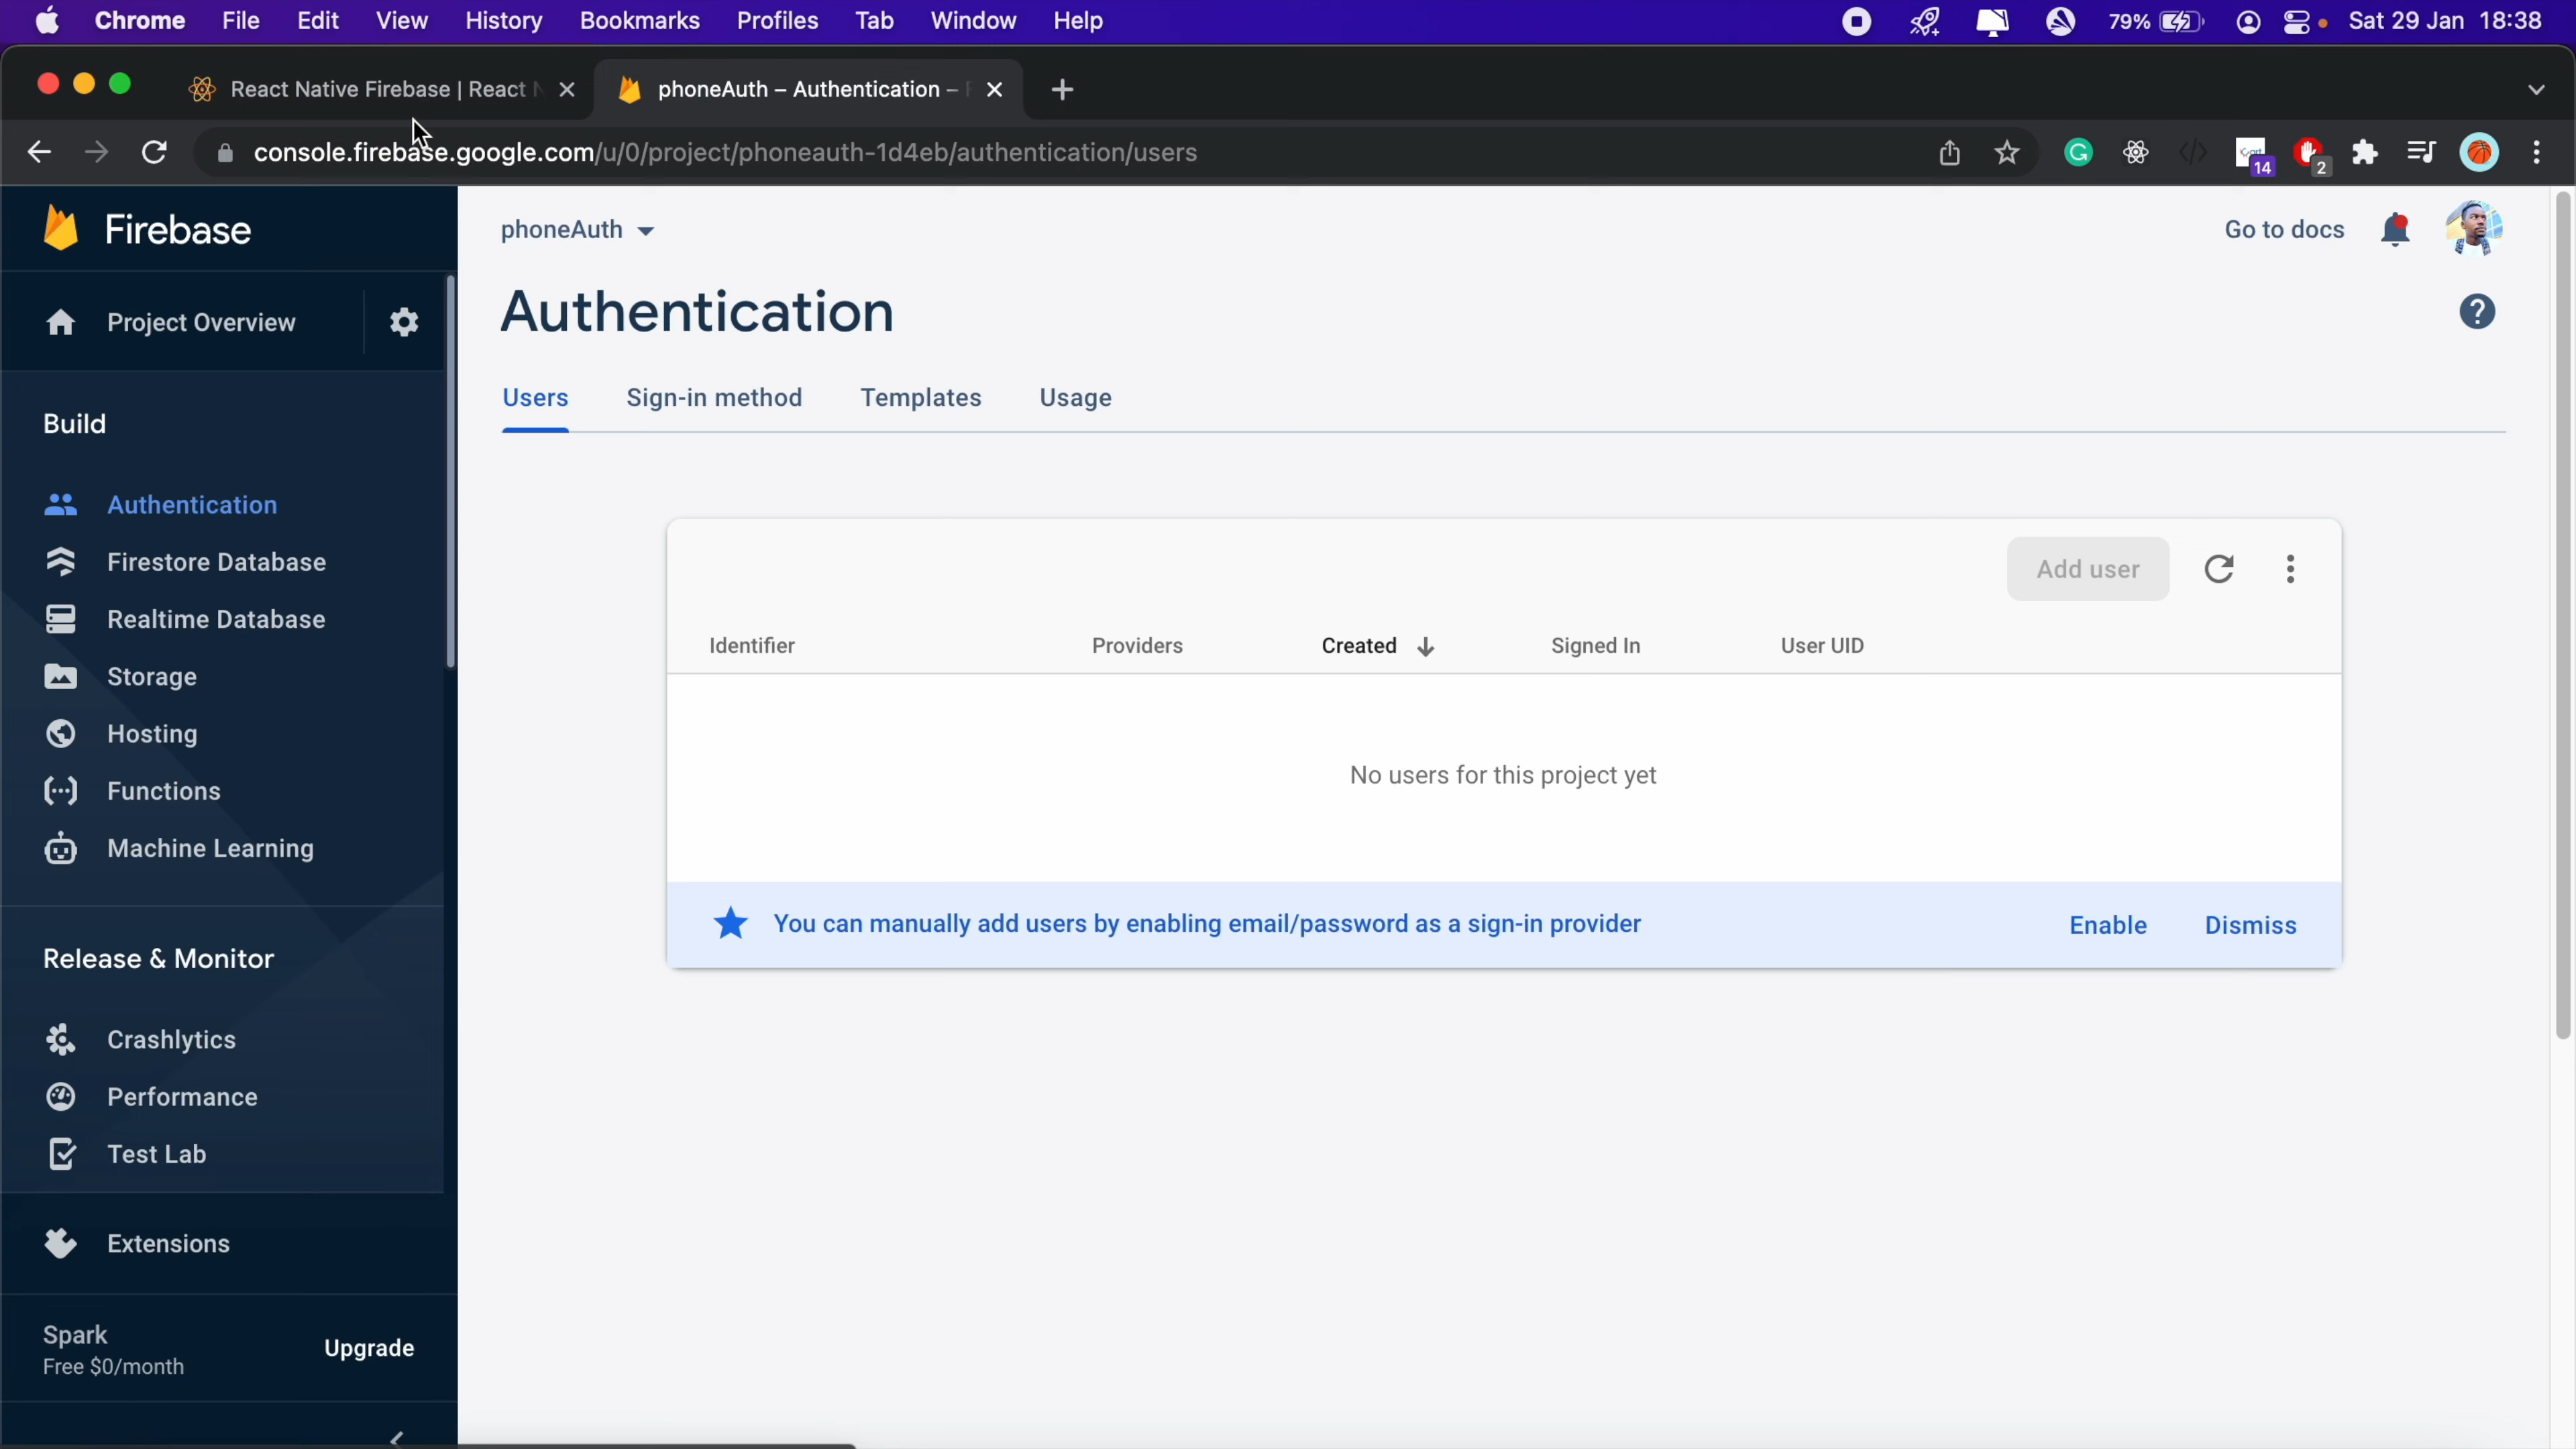 Chrome File Edit View History Bookmarks Profiles Tab Window Help 79% Sat 29 Jan 18:38
React Native Firebase | React phoneAuth – Authentication –
console.firebase.google.com/u/0/project/phoneauth-1d4eb/authentication/users 14 2
Firebase
phoneAuth
Go to docs
Authentication
Project Overview
Users Sign-in method Templates Usage
Build
Authentication
Firestore Database
Realtime Database
Storage
Hosting
Functions
Machine Learning
Add user
Identifier Providers Created Signed In User UID
No users for this project yet
You can manually add users by enabling email/password as a sign-in provider Enable Dismiss
Release & Monitor
Crashlytics
Performance
Test Lab
Extensions
Spark
Free $0/month
Upgrade